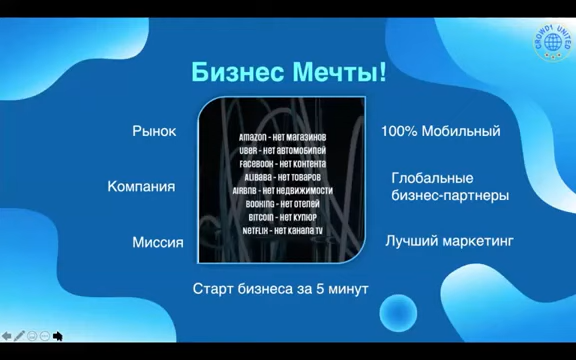 CROWD1 UNITED
Бизнес Мечты!
Рынок
Компания
Миссия
Amazon - нет магазинов
Uber - нет автомобилей
Facebook - нет контента
Alibaba - нет товаров
Airbnb - нет недвижимости
Booking - нет отелей
Bitcoin - нет купюр
Netflix - нет канала TV
100% Мобильный
Глобальные
бизнес-партнеры
Лучший маркетинг
Старт бизнеса за 5 минут